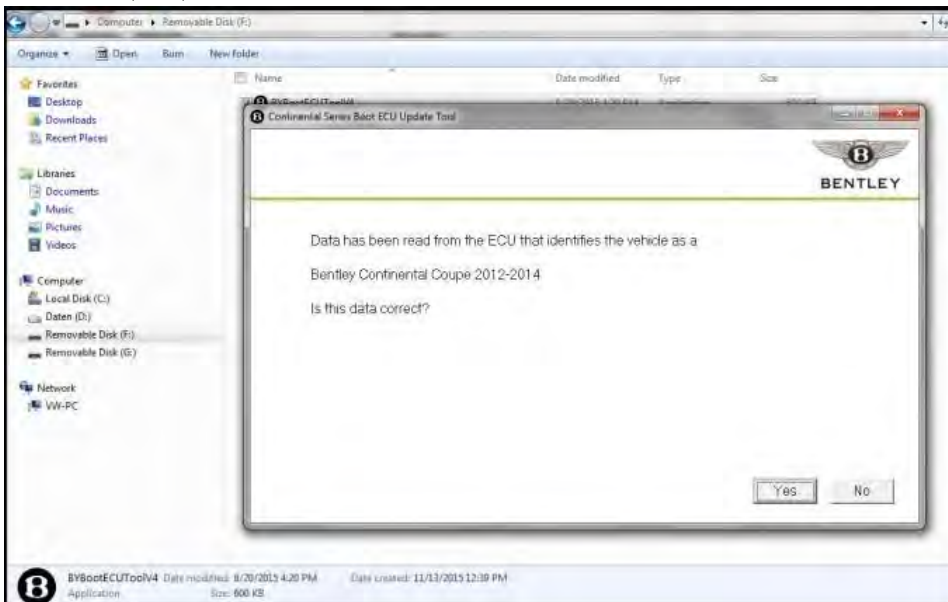 Computer ▸ Removable Disk (F:)
Organize Open Burn New folder
Name Date modified Type Size
Favorites
Desktop
Downloads
Recent Places
Libraries
Documents
Music
Pictures
Videos
Computer
Local Disk (C:)
Daten (D:)
Removable Disk (F:)
Removable Disk (G:)
Network
VW-PC
BYBootECUToolV4
Continental Series Boot ECU Update Tool
B
BENTLEY
Data has been read from the ECU that identifies the vehicle as a
Bentley Continental Coupe 2012-2014
Is this data correct?
Yes No
B
BYBootECUToolV4 Date modified: 8/20/2015 4:20 PM Date created: 11/13/2015 12:39 PM
Application Size: 600 KB